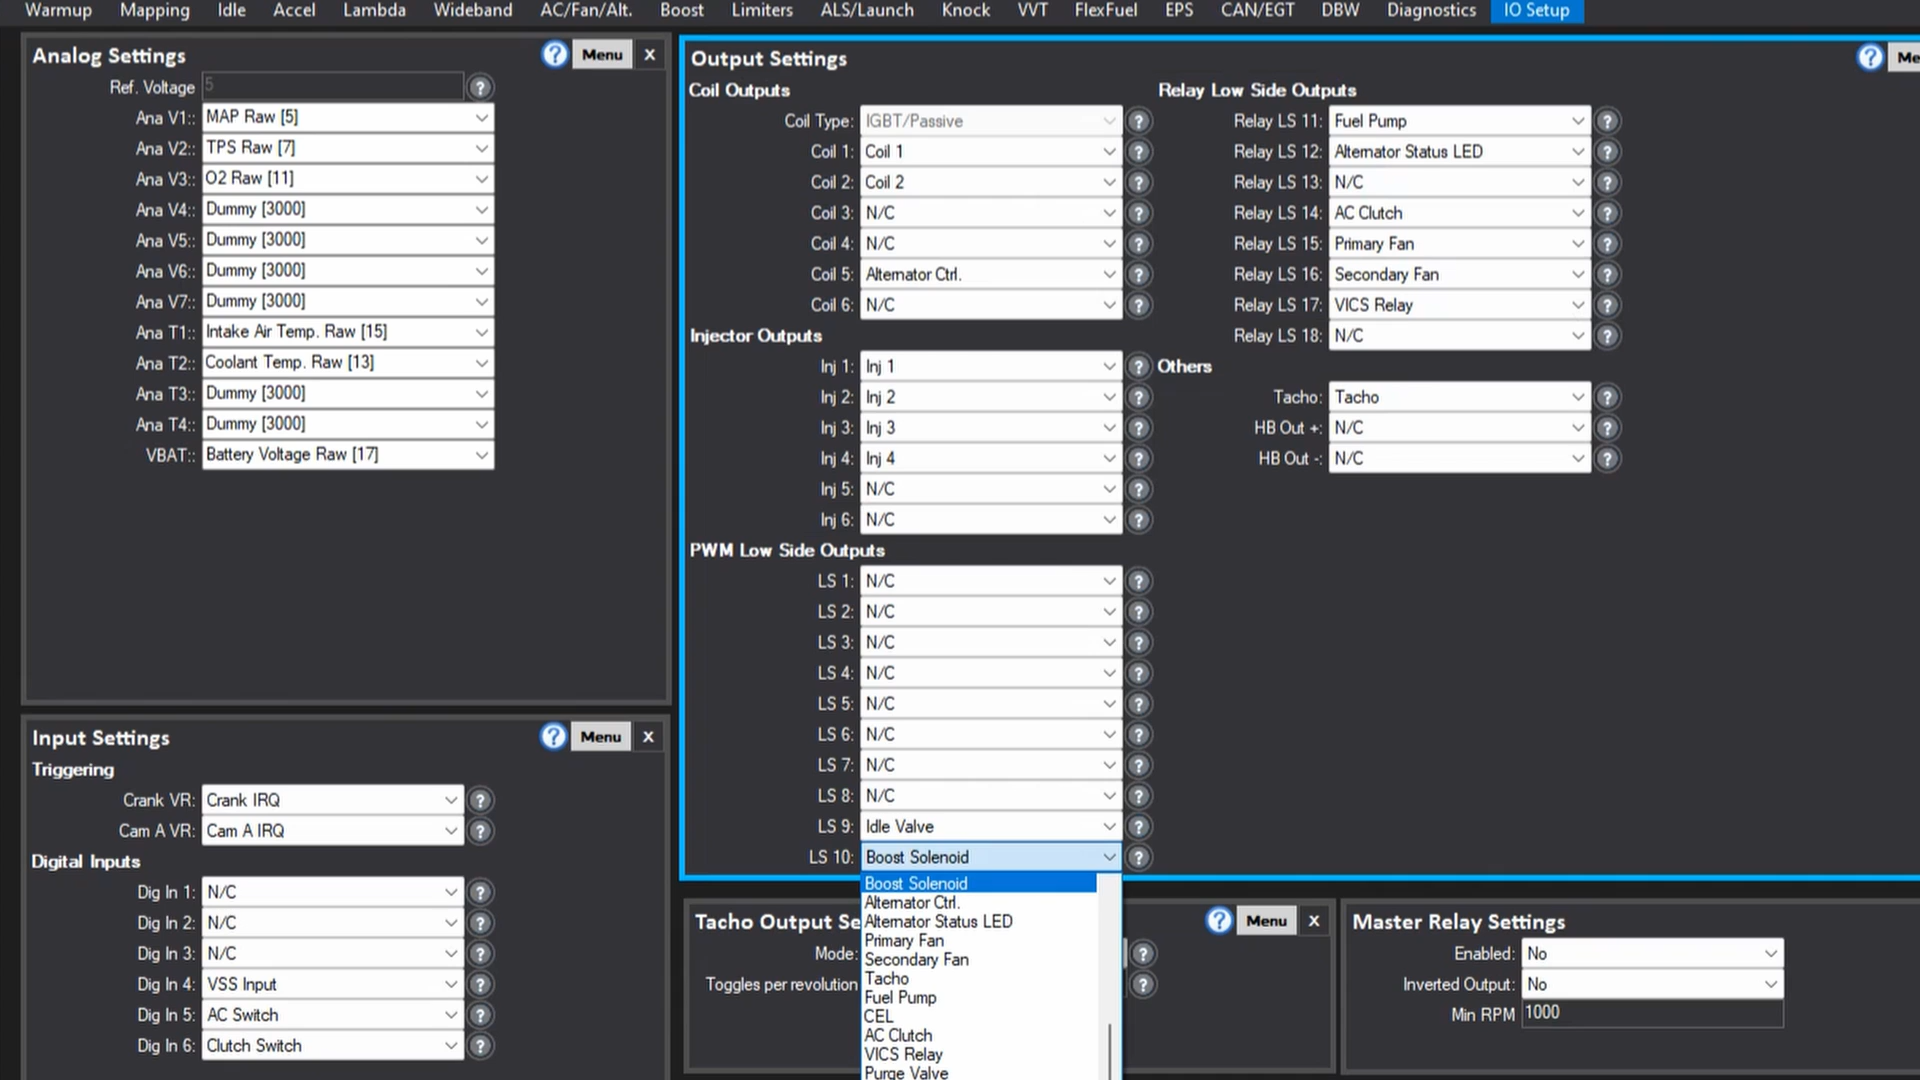 Warmup Mapping Idle Accel Lambda Wideband AC/Fan/Alt. Boost Limiters ALS/Launch Knock VVT FlexFuel EPS CAN/EGT DBW Diagnostics IO Setup
Analog Settings
? Menu X
Ref. Voltage 5 ?
Ana V1:: MAP Raw [5]
Ana V2:: TPS Raw [7]
Ana V3:: O2 Raw [11]
Ana V4:: Dummy [3000]
Ana V5:: Dummy [3000]
Ana V6:: Dummy [3000]
Ana V7:: Dummy [3000]
Ana T1:: Intake Air Temp. Raw [15]
Ana T2:: Coolant Temp. Raw [13]
Ana T3:: Dummy [3000]
Ana T4:: Dummy [3000]
VBAT:: Battery Voltage Raw [17]
Input Settings
? Menu X
Triggering
Crank VR: Crank IRQ ?
Cam A VR: Cam A IRQ ?
Digital Inputs
Dig In 1: N/C ?
Dig In 2: N/C ?
Dig In 3: N/C ?
Dig In 4: VSS Input ?
Dig In 5: AC Switch ?
Dig In 6: Clutch Switch ?
Output Settings
? Me
Coil Outputs
Coil Type: IGBT/Passive ?
Coil 1: Coil 1 ?
Coil 2: Coil 2 ?
Coil 3: N/C ?
Coil 4: N/C ?
Coil 5: Alternator Ctrl. ?
Coil 6: N/C ?
Injector Outputs
Inj 1: Inj 1 ?
Inj 2: Inj 2 ?
Inj 3: Inj 3 ?
Inj 4: Inj 4 ?
Inj 5: N/C ?
Inj 6: N/C ?
PWM Low Side Outputs
LS 1: N/C ?
LS 2: N/C ?
LS 3: N/C ?
LS 4: N/C ?
LS 5: N/C ?
LS 6: N/C ?
LS 7: N/C ?
LS 8: N/C ?
LS 9: Idle Valve ?
LS 10: Boost Solenoid ?
Boost Solenoid
Alternator Ctrl.
Alternator Status LED
Primary Fan
Secondary Fan
Tacho
Fuel Pump
CEL
AC Clutch
VICS Relay
Purge Valve
Relay Low Side Outputs
Relay LS 11: Fuel Pump ?
Relay LS 12: Alternator Status LED ?
Relay LS 13: N/C ?
Relay LS 14: AC Clutch ?
Relay LS 15: Primary Fan ?
Relay LS 16: Secondary Fan ?
Relay LS 17: VICS Relay ?
Relay LS 18: N/C ?
Others
Tacho: Tacho ?
HB Out +: N/C ?
HB Out -: N/C ?
Tacho Output Se
? Menu X
Mode: ?
Toggles per revolution ?
Master Relay Settings
Enabled: No
Inverted Output: No
Min RPM 1000